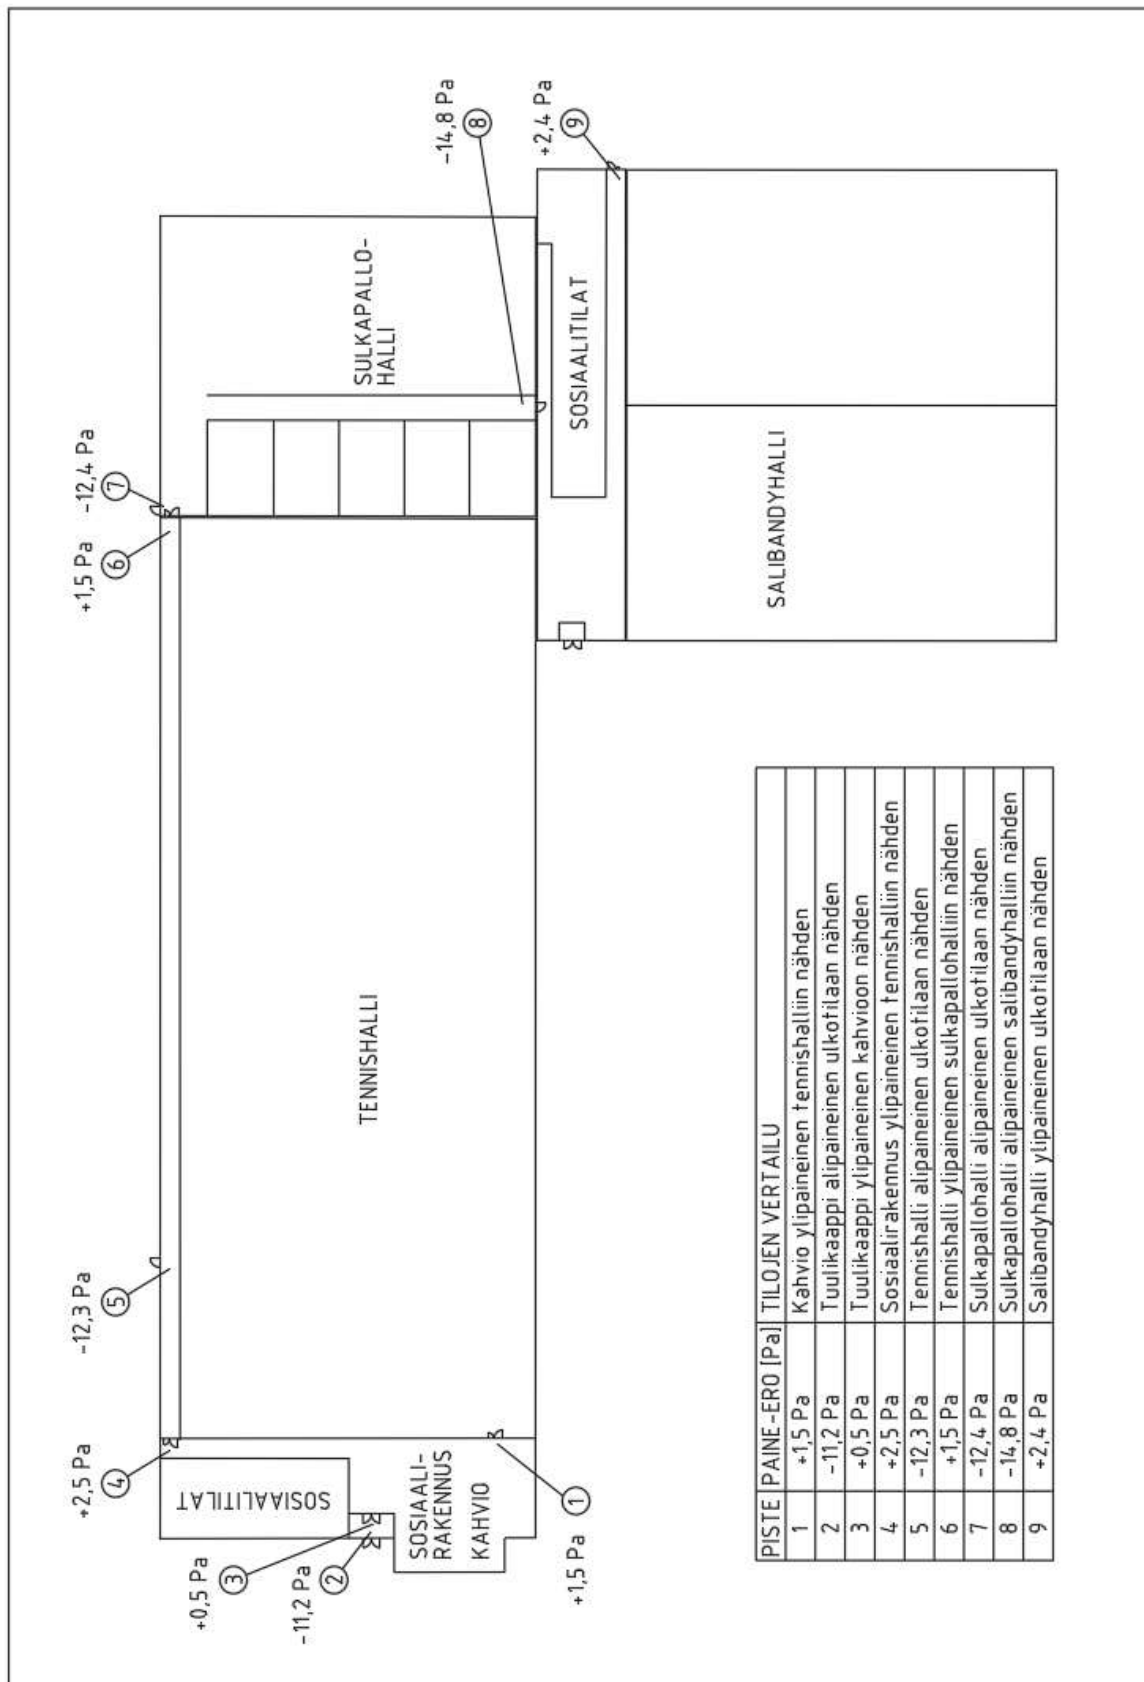 -14,8 Pa
8
+2,4 Pa
9
SULKAPALLO-
HALLI
SOSIAALITILAT
-12,4 Pa
7
+1,5 Pa
6
SALIBANDYHALLI
TENNISHALLI
-12,3 Pa
5
+2,5 Pa
4
SOSIAALITILAT
+0,5 Pa
3
-11,2 Pa
2
SOSIAALI-
RAKENNUS
KAHVIO
+1,5 Pa
1
PISTE PAINE-ERO [Pa] TILOJEN VERTAILU
1 +1,5 Pa Kahvio ylipaineinen tennishalliin nähden
2 -11,2 Pa Tuulikaappi alipaineinen ulkotilaan nähden
3 +0,5 Pa Tuulikaappi ylipaineinen kahvioon nähden
4 +2,5 Pa Sosiaalirakennus ylipaineinen tennishalliin nähden
5 -12,3 Pa Tennishalli alipaineinen ulkotilaan nähden
6 +1,5 Pa Tennishalli ylipaineinen sulkapallohalliin nähden
7 -12,4 Pa Sulkapallohalli alipaineinen ulkotilaan nähden
8 -14,8 Pa Sulkapallohalli alipaineinen salibandyhalliin nähden
9 +2,4 Pa Salibandyhalli ylipaineinen ulkotilaan nähden